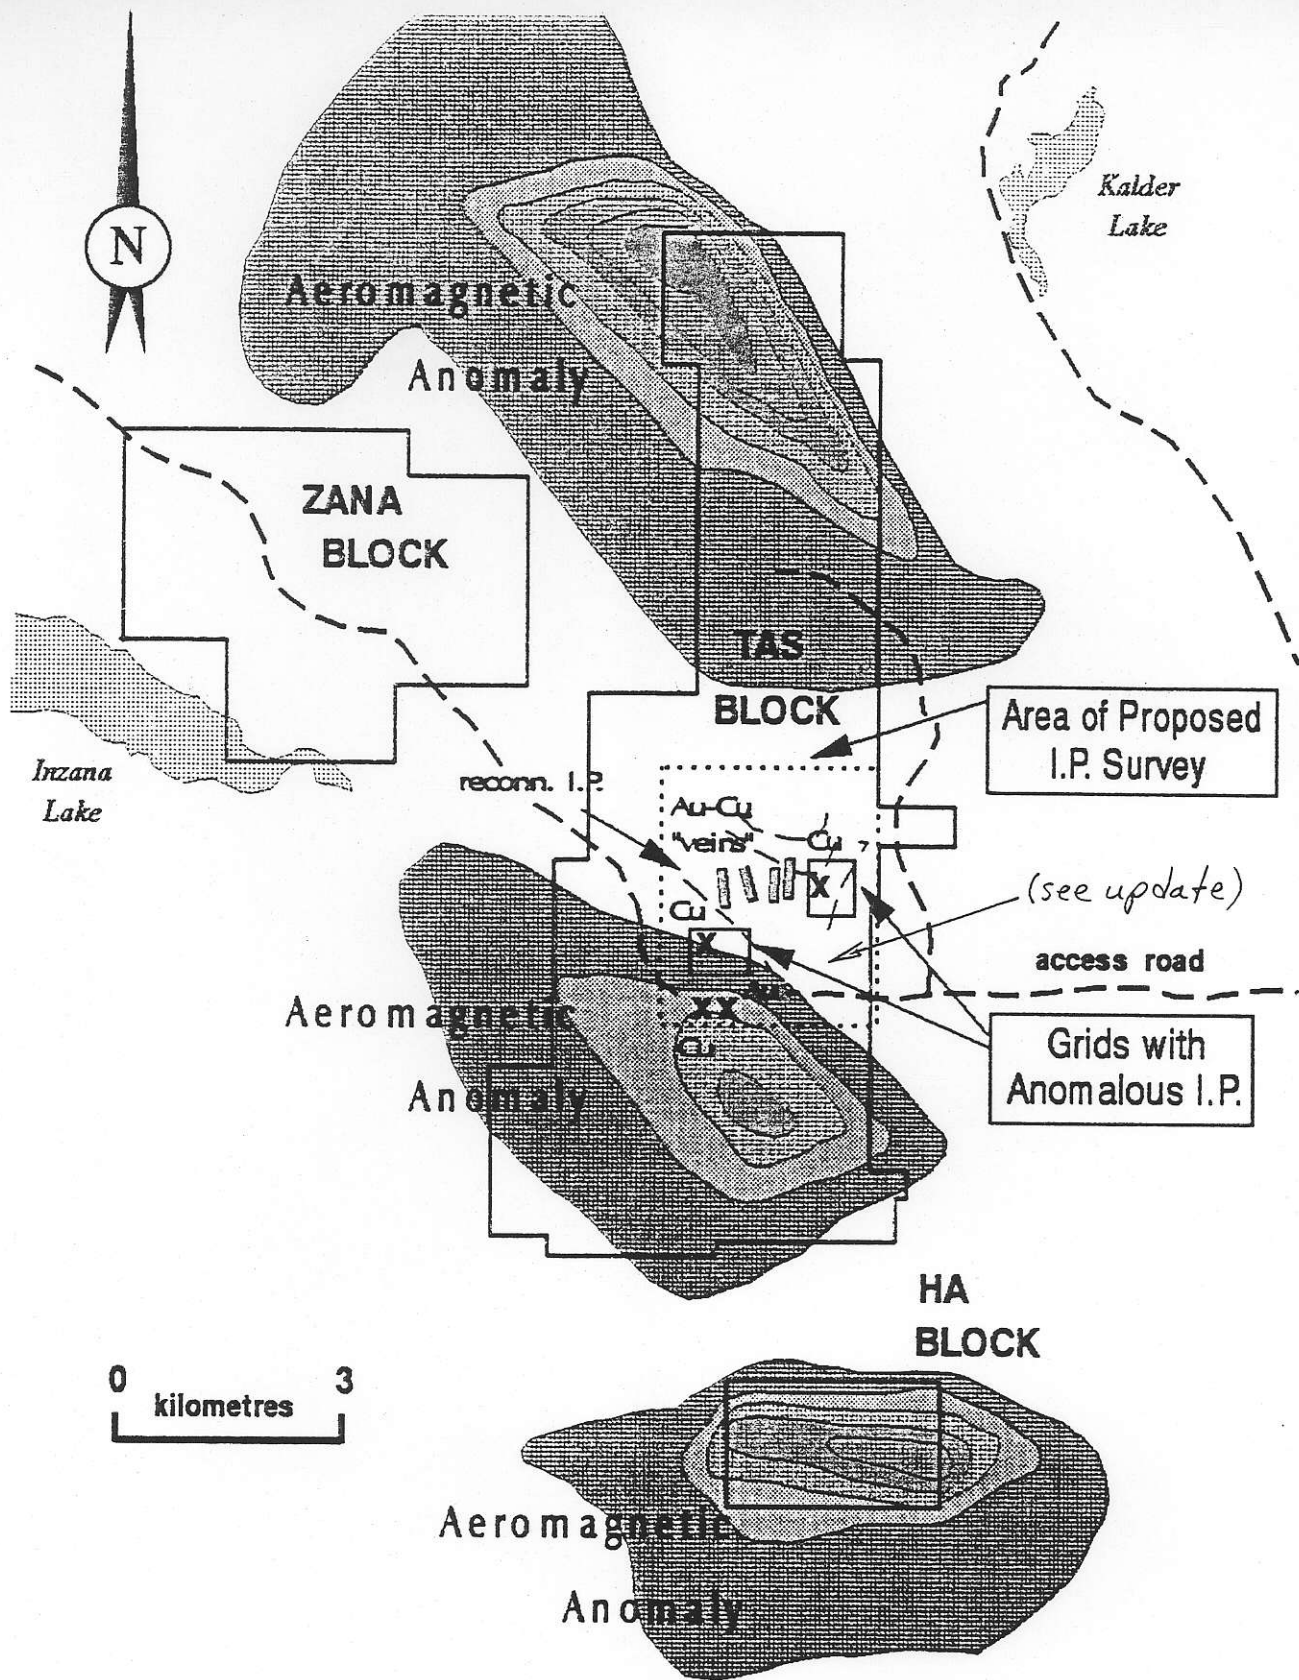 Kalder
Lake
N
Aeromagnetic
Anomaly
ZANA
BLOCK
TAS
BLOCK
Area of Proposed
I.P. Survey
Inzana
Lake
reconn. I.P.
Au-Cu
"veins"
Cu
X
(see update)
Cu
X
access road
Au
XX
Aeromagnetic
Cu
Grids with
Anomalous I.P.
Anomaly
HA
BLOCK
0 3
kilometres
Aeromagnetic
Anomaly